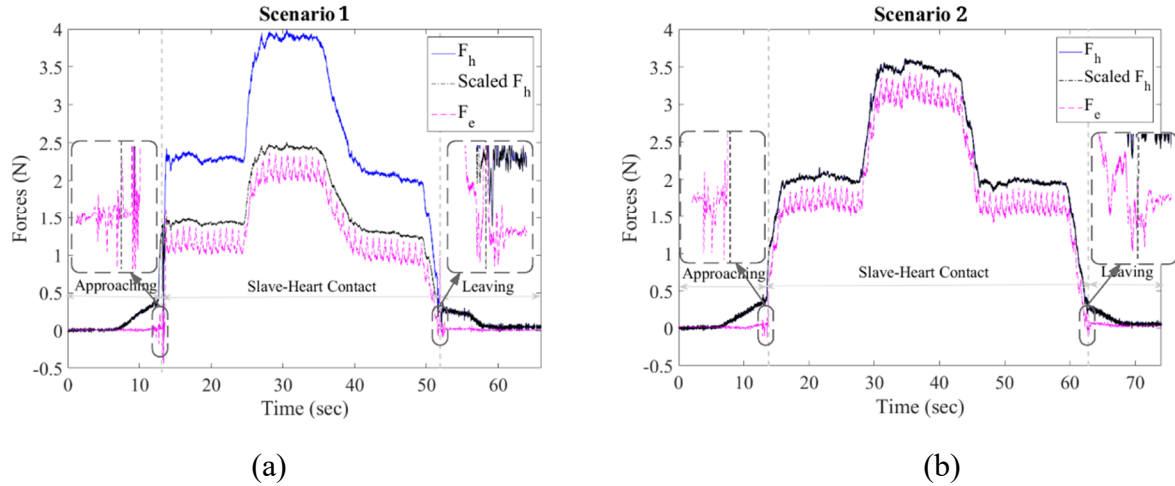 Scenario 1
Forces (N)
4
3.5
3
2.5
2
1.5
1
0.5
0
-0.5
F_h
Scaled F_h
F_e
Approaching
Slave-Heart Contact
Leaving
0 10 20 30 40 50 60
Time (sec)
(a)
Scenario 2
Forces (N)
4
3.5
3
2.5
2
1.5
1
0.5
0
-0.5
F_h
Scaled F_h
F_e
Approaching
Slave-Heart Contact
Leaving
0 10 20 30 40 50 60 70
Time (sec)
(b)